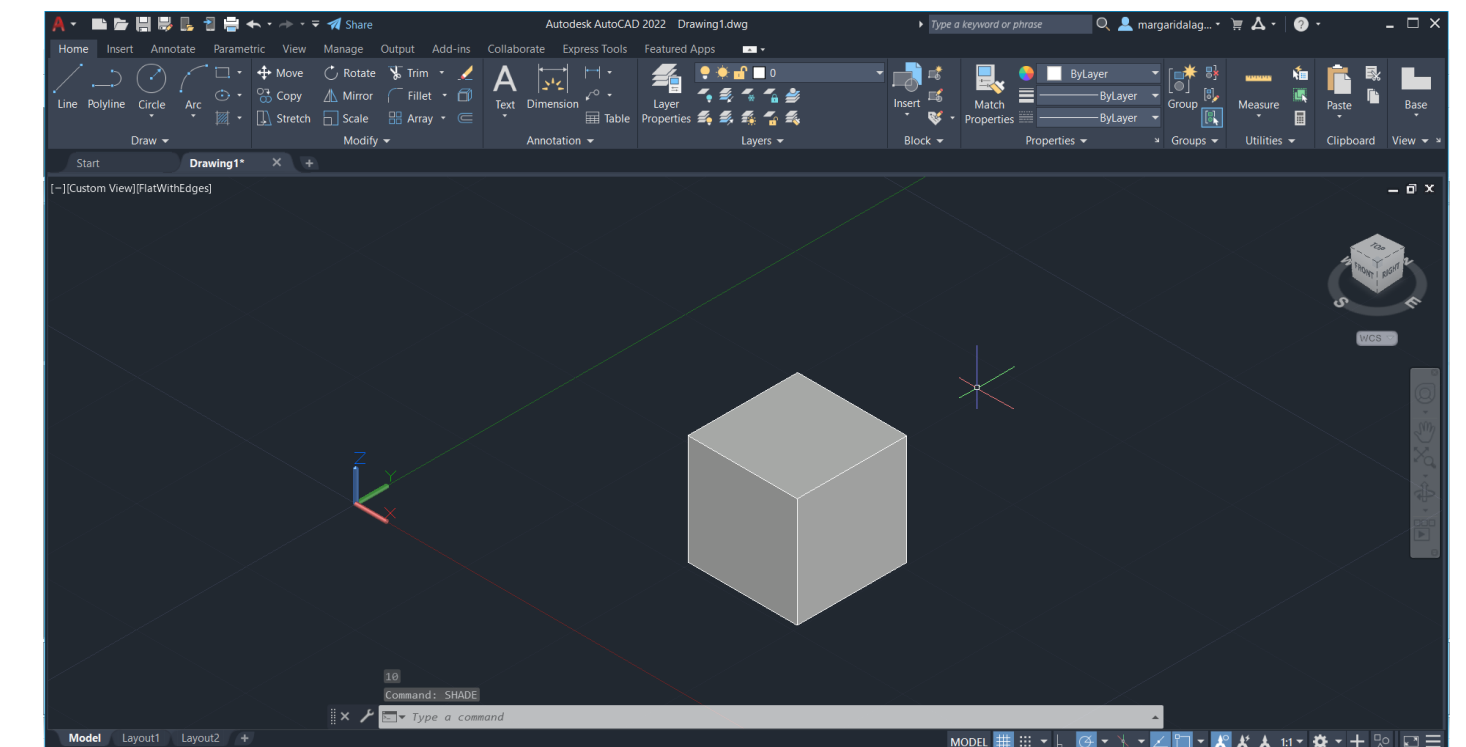 A Share Autodesk AutoCAD 2022 Drawing1.dwg Type a keyword or phrase margaridalag...
Home Insert Annotate Parametric View Manage Output Add-ins Collaborate Express Tools Featured Apps
Move Rotate Trim 0 ByLayer
Copy Mirror Fillet ByLayer
Line Polyline Circle Arc Text Dimension Layer Properties Insert Match Properties Group Measure Paste Base
Stretch Scale Array Table ByLayer
Draw Modify Annotation Layers Block Properties Groups Utilities Clipboard View
Start Drawing1* +
[−][Custom View][FlatWithEdges]
TOP
W N
FRONT RIGHT
S E
WCS
Z
Y
X
10
Command: SHADE
Type a command
Model Layout1 Layout2 + MODEL 1:1